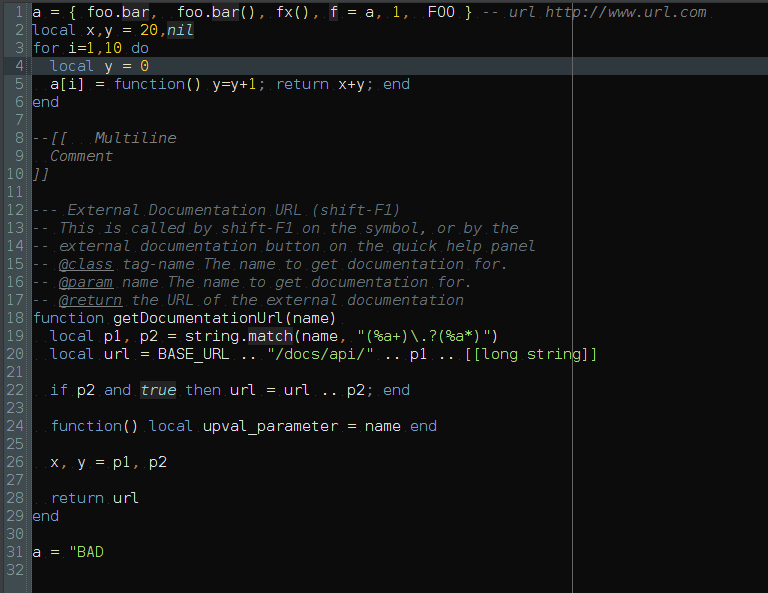 1 a = { foo.bar,  foo.bar(), fx(), f = a, 1,  FOO } -- url http://www.url.com
2 local x,y = 20,nil
3 for i=1,10 do
4   local y = 0
5   a[i] = function() y=y+1; return x+y; end
6 end
7
8 --[[   Multiline
9   Comment
10 ]]
11
12 --- External Documentation URL (shift-F1)
13 -- This is called by shift-F1 on the symbol, or by the
14 -- external documentation button on the quick help panel
15 -- @class tag-name The name to get documentation for.
16 -- @param name The name to get documentation for.
17 -- @return the URL of the external documentation
18 function getDocumentationUrl(name)
19   local p1, p2 = string.match(name, "(%a+)\.?(%a*)")
20   local url = BASE_URL .. "/docs/api/" .. p1 .. [[long string]]
21
22   if p2 and true then url = url .. p2; end
23
24   function() local upval_parameter = name end
25
26   x, y = p1, p2
27
28   return url
29 end
30
31 a = "BAD
32